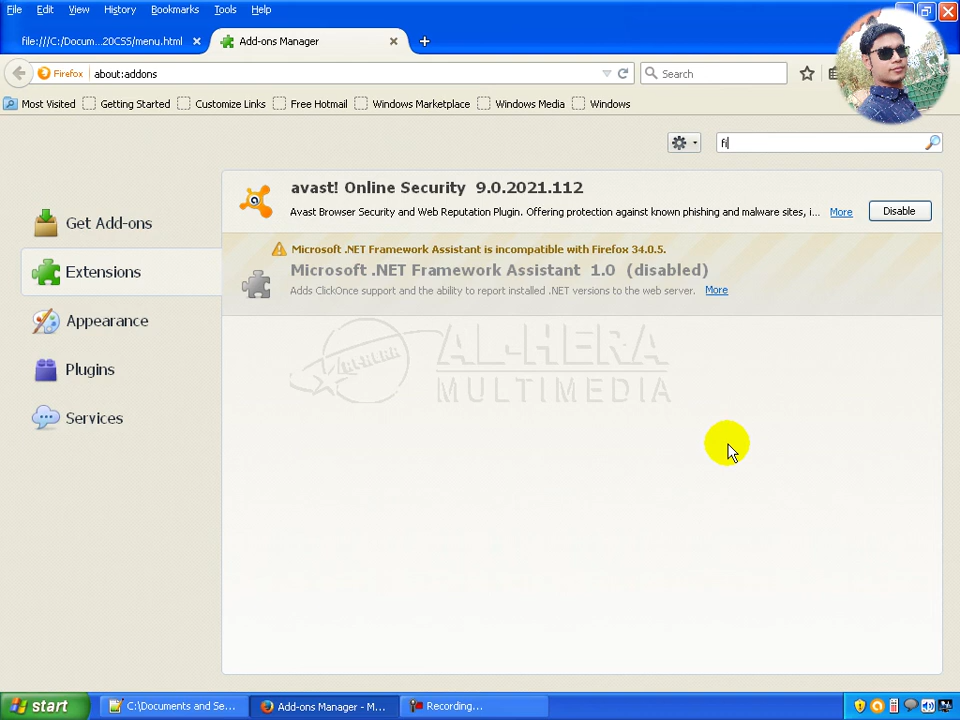 File Edit View History Bookmarks Tools Help
file:///C:/Docum...20CSS/menu.html Add-ons Manager
Firefox about:addons Search
Most Visited Getting Started Customize Links Free Hotmail Windows Marketplace Windows Media Windows
fi
avast! Online Security 9.0.2021.112
Avast Browser Security and Web Reputation Plugin. Offering protection against known phishing and malware sites, i... More Disable
Get Add-ons
Microsoft .NET Framework Assistant is incompatible with Firefox 34.0.5.
Extensions
Microsoft .NET Framework Assistant 1.0 (disabled)
Adds ClickOnce support and the ability to report installed .NET versions to the web server. More
Appearance
AL-HERA
AL-HERA
MULTIMEDIA
Plugins
Services
start C:\Documents and Se... Add-ons Manager - M... Recording...